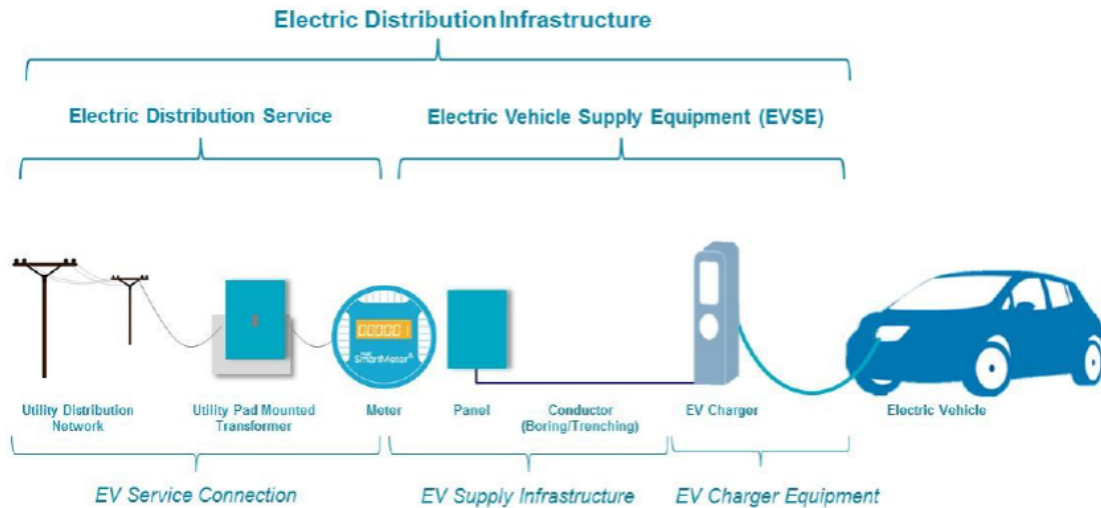 Electric Distribution Infrastructure
Electric Distribution Service
Electric Vehicle Supply Equipment (EVSE)
000001
SmartMeter
Utility Distribution
Network
Utility Pad Mounted
Transformer
Meter
Panel
Conductor
(Boring/Trenching)
EV Charger
Electric Vehicle
EV Service Connection
EV Supply Infrastructure
EV Charger Equipment